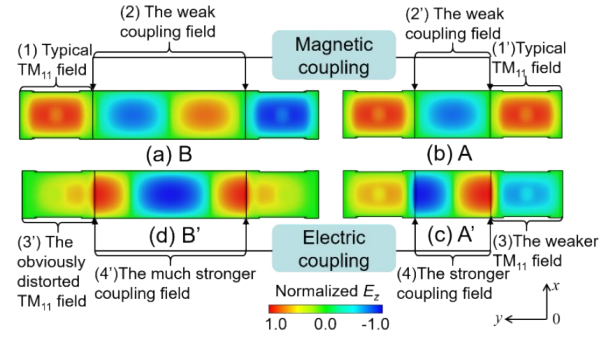 (2) The weak
coupling field
(2') The weak
coupling field
(1) Typical
TM11 field
Magnetic
coupling
(1')Typical
TM11 field
(a) B
(b) A
(d) B'
(c) A'
(3') The
obviously
distorted
TM11 field
(4')The much stronger
coupling field
Electric
coupling
(4)The stronger
coupling field
(3)The weaker
TM11 field
Normalized Ez
1.0 0.0 -1.0
x
y
0